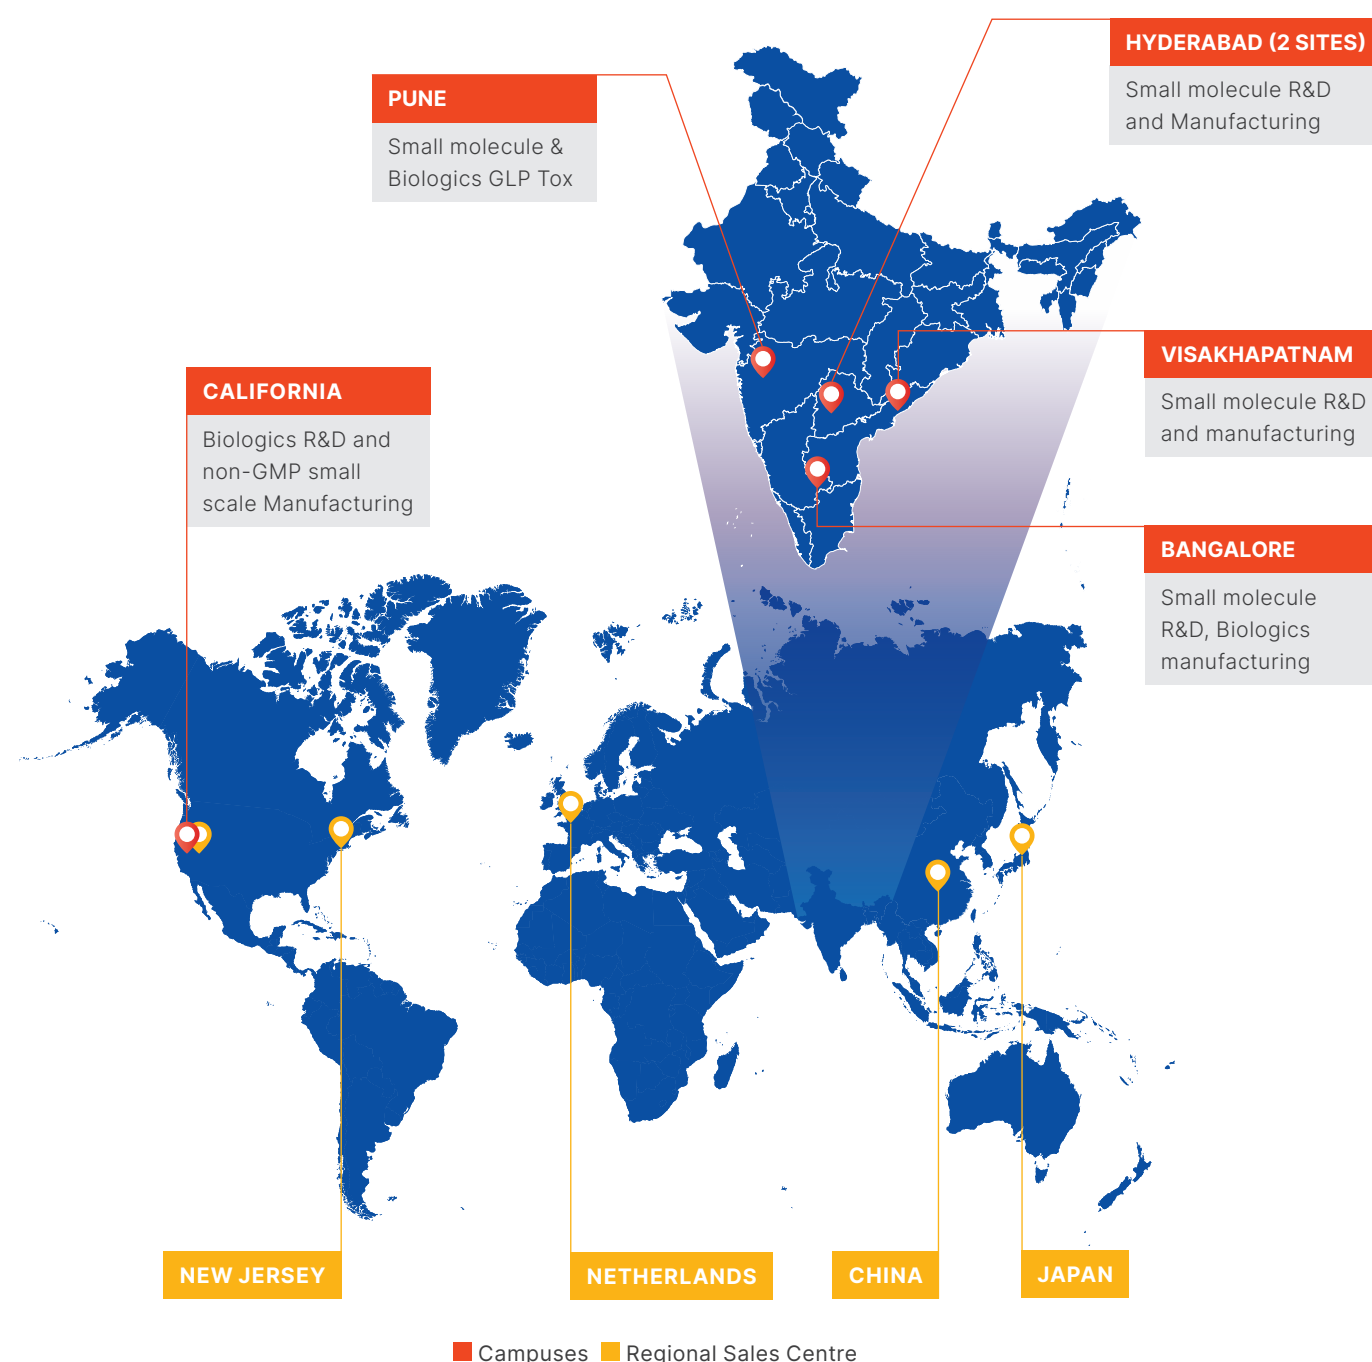 HYDERABAD (2 SITES)
Small molecule R&D
and Manufacturing
PUNE
Small molecule &
Biologics GLP Tox
VISAKHAPATNAM
Small molecule R&D
and manufacturing
CALIFORNIA
Biologics R&D and
non-GMP small
scale Manufacturing
BANGALORE
Small molecule
R&D, Biologics
manufacturing
NEW JERSEY
NETHERLANDS
CHINA
JAPAN
Campuses
Regional Sales Centre